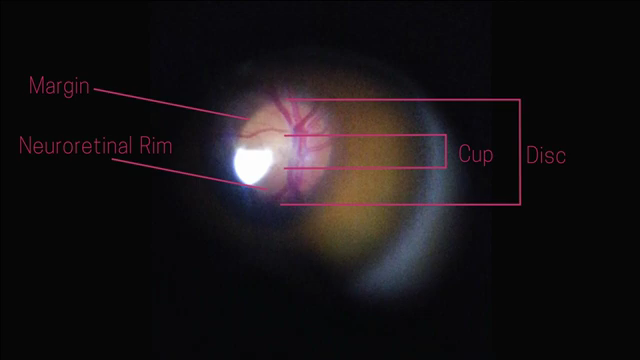 Margin
Neuroretinal Rim
Cup
Disc